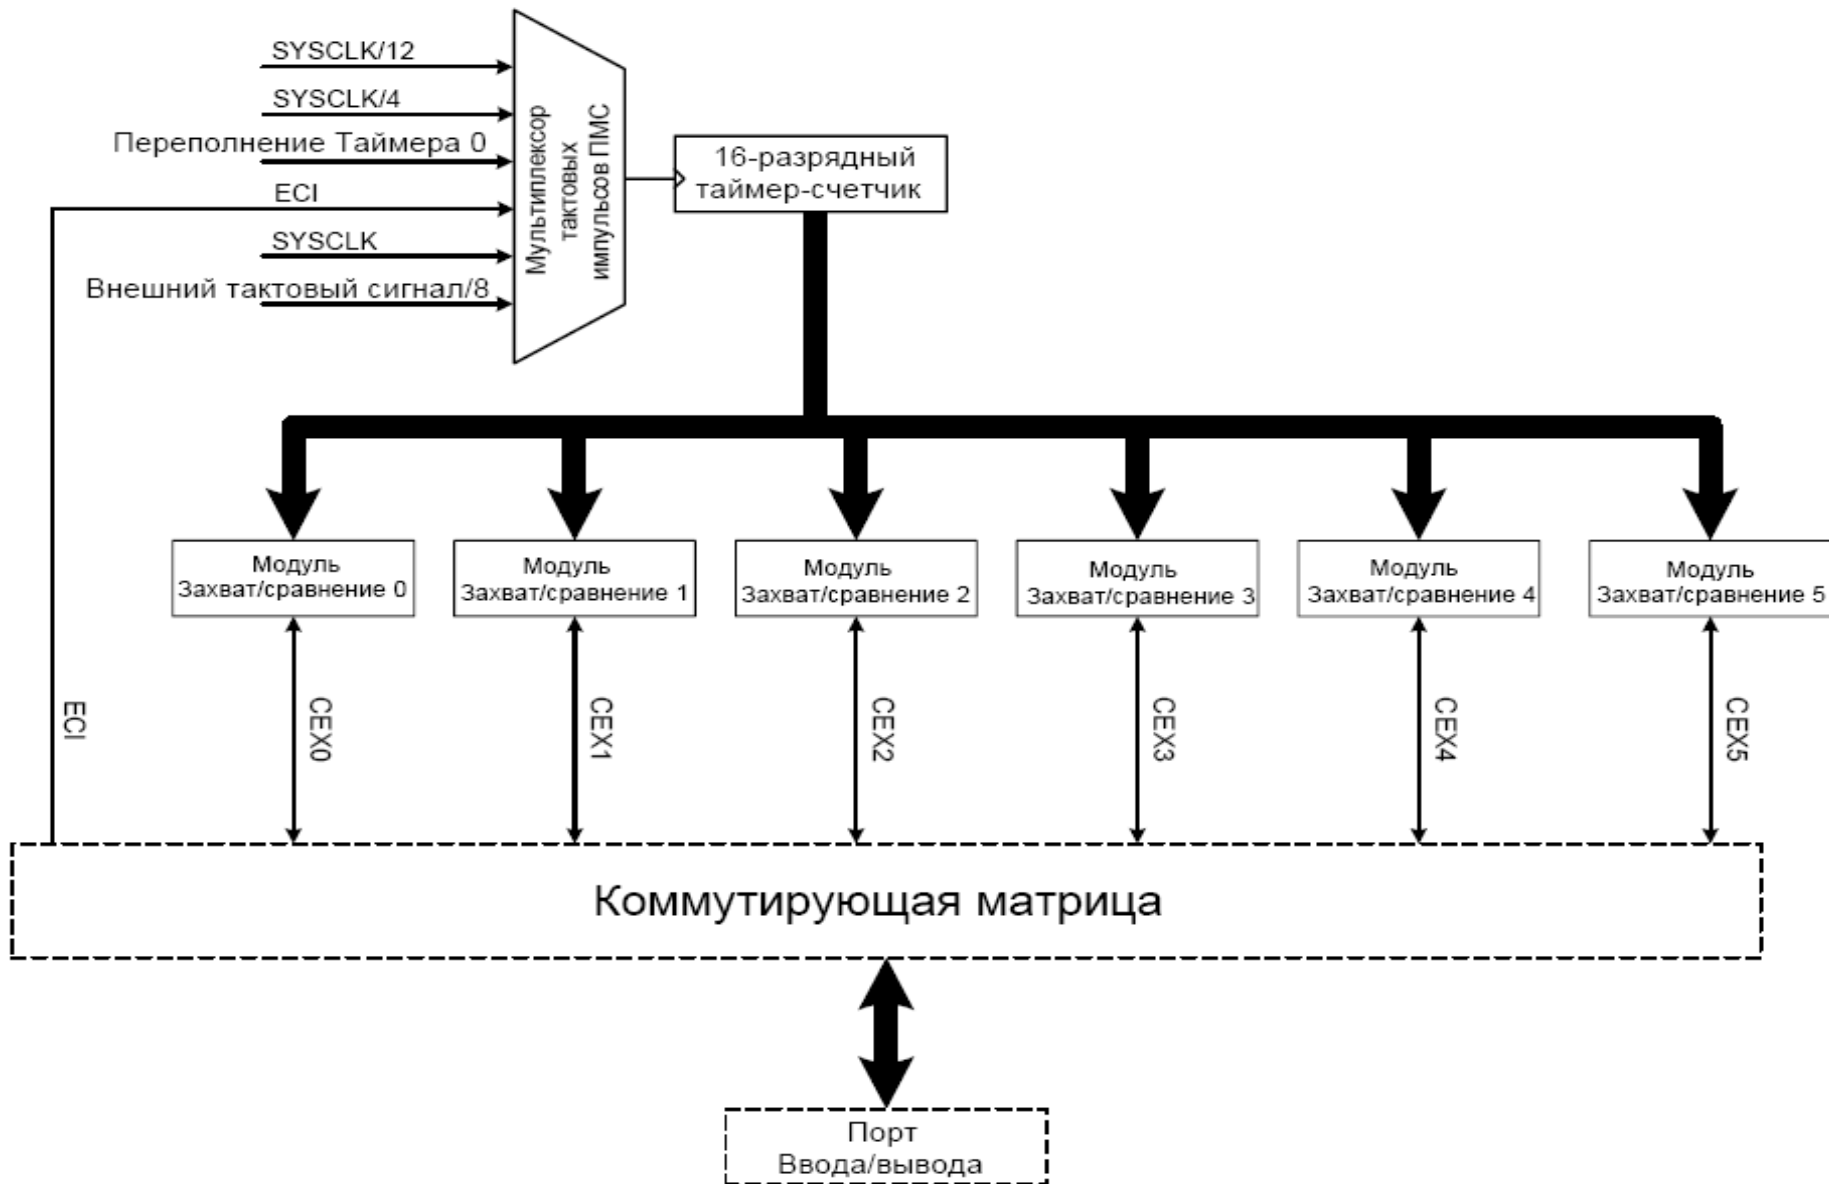 SYSCLK/12
SYSCLK/4
Переполнение Таймера 0
ECI
SYSCLK
Внешний тактовый сигнал/8
Мультиплексор
тактовых
импульсов ПМС
16-разрядный
таймер-счетчик
Модуль
Захват/сравнение 0
Модуль
Захват/сравнение 1
Модуль
Захват/сравнение 2
Модуль
Захват/сравнение 3
Модуль
Захват/сравнение 4
Модуль
Захват/сравнение 5
ECI
CEX0
CEX1
CEX2
CEX3
CEX4
CEX5
Коммутирующая матрица
Порт
Ввода/вывода